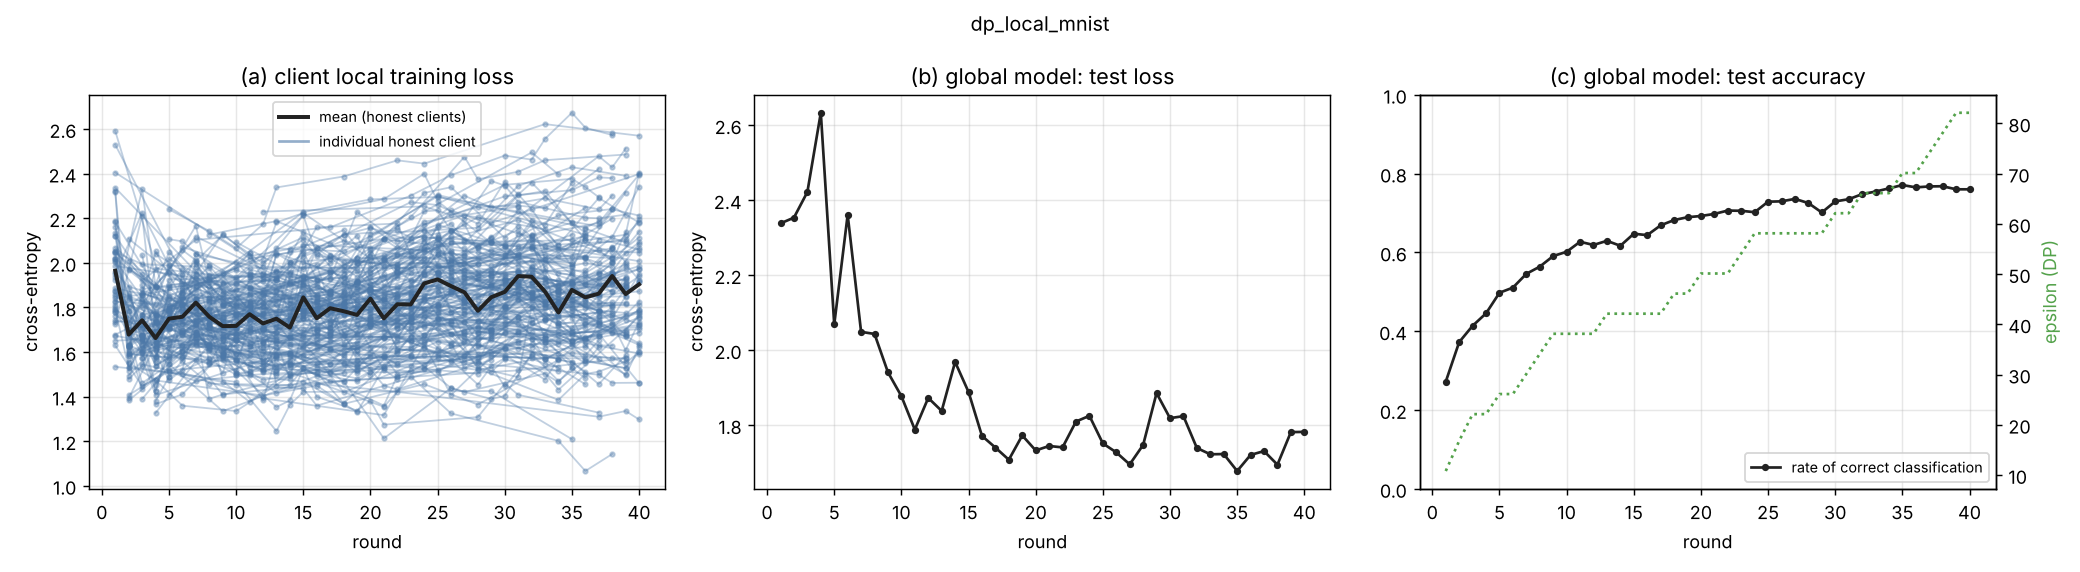 dp_local_mnist
(a) client local training loss
mean (honest clients)
individual honest client
cross-entropy
2.6
2.4
2.2
2.0
1.8
1.6
1.4
1.2
1.0
0 5 10 15 20 25 30 35 40
round
(b) global model: test loss
cross-entropy
2.6
2.4
2.2
2.0
1.8
0 5 10 15 20 25 30 35 40
round
(c) global model: test accuracy
1.0
0.8
0.6
0.4
0.2
0.0
rate of correct classification
0 5 10 15 20 25 30 35 40
round
80
70
60
50
40
30
20
10
epsilon (DP)